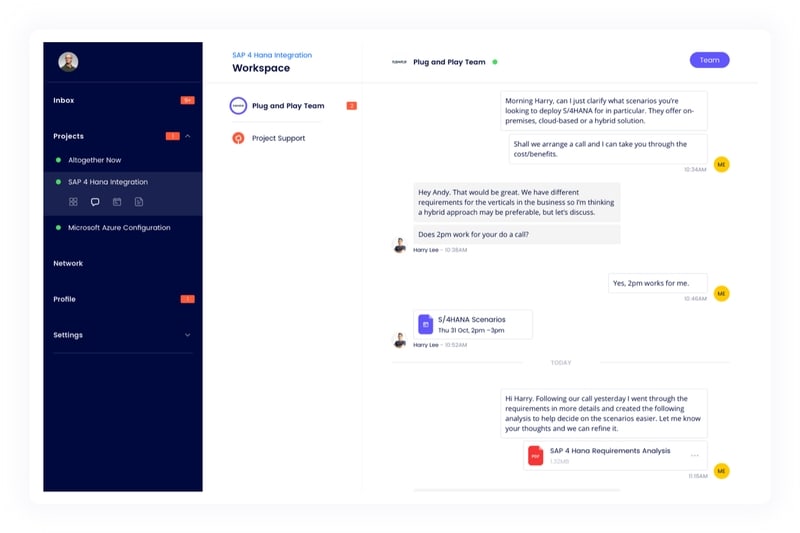 Inbox
9+
Projects
1
Altogether Now
SAP 4 Hana Integration
Microsoft Azure Configuration
Network
Profile
1
Settings
SAP 4 Hana Integration
Workspace
Plug and Play Team
2
Project Support
Plug and Play Team
Team
Morning Harry, can I just clarify what scenarios you're
looking to deploy S/4HANA for in particular. They offer on-
premises, cloud-based or a hybrid solution.
Shall we arrange a call and I can take you through the
cost/benefits.
ME
10:34AM
Hey Andy. That would be great. We have different
requirements for the verticals in the business so I'm thinking
a hybrid approach may be preferable, but let's discuss.
Does 2pm work for your do a call?
Harry Lee - 10:38AM
Yes, 2pm works for me.
ME
10:46AM
S/4HANA Scenarios
Thu 31 Oct, 2pm -3pm
Harry Lee - 10:52AM
TODAY
Hi Harry. Following our call yesterday I went through the
requirements in more details and created the following
analysis to help decide on the scenarios easier. Let me know
your thoughts and we can refine it.
PDF
SAP 4 Hana Requirements Analysis
ME